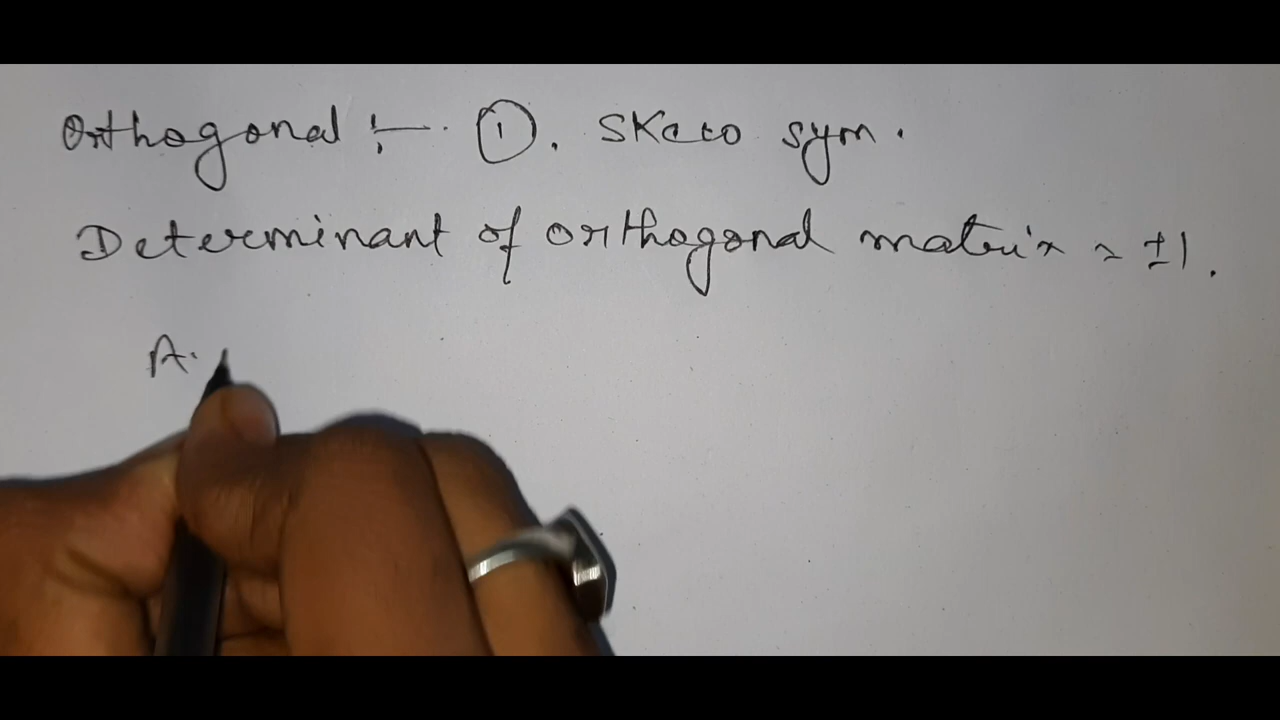 Orthogonal :- ①. Skew sym.
Determinant of orthogonal matrix = ±1.
A.